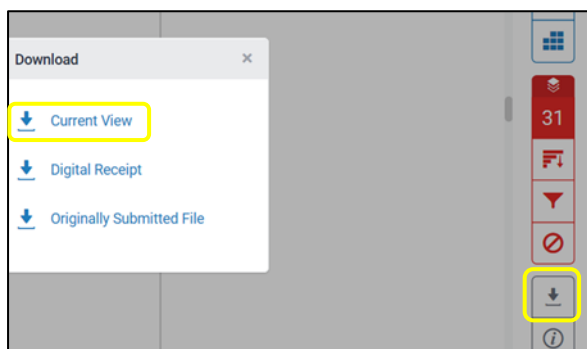 Download
×
31
Current View
Digital Receipt
Originally Submitted File